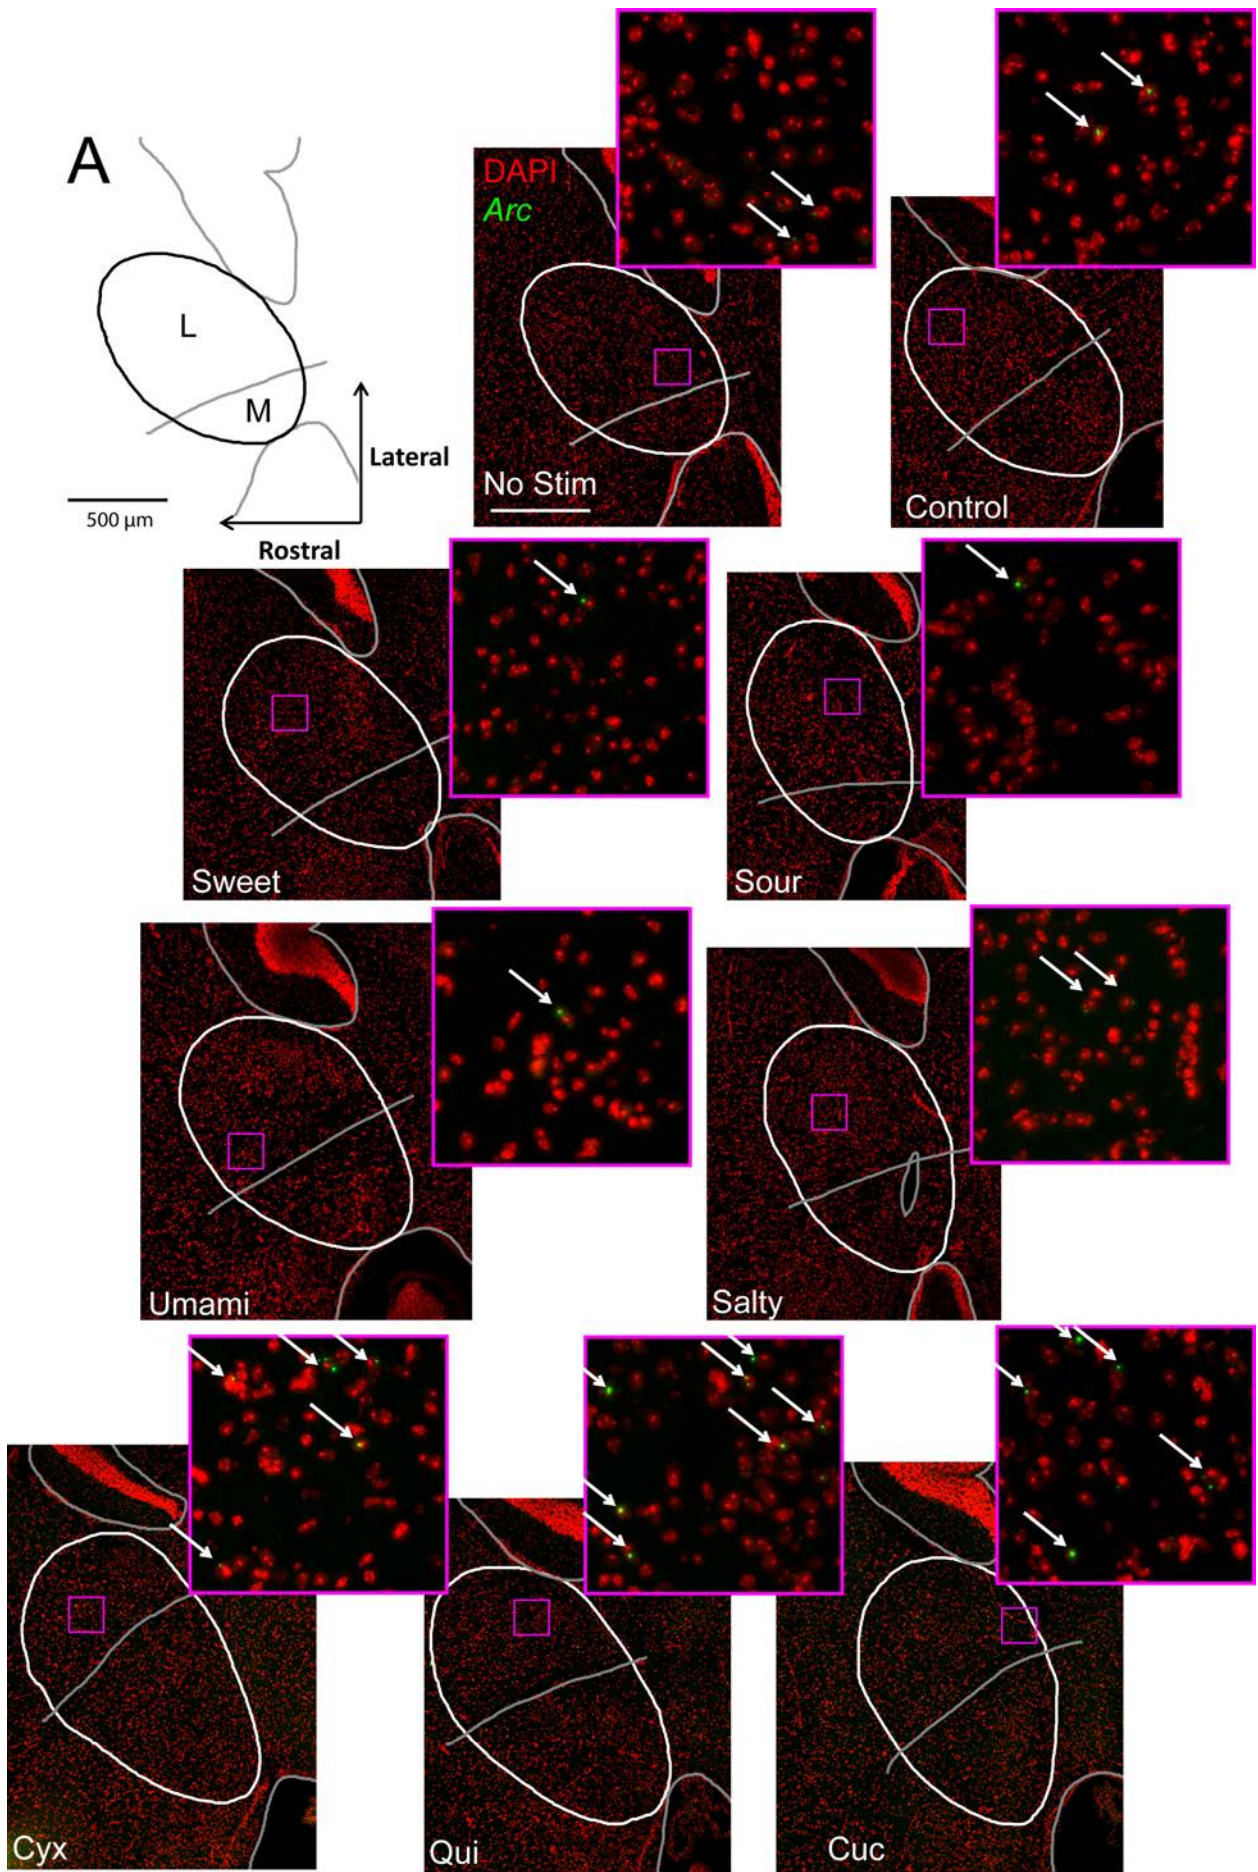 A
L
M
Lateral
500 μm
Rostral
DAPI
Arc
No Stim
Control
Sweet
Sour
Umami
Salty
Cyx
Qui
Cuc